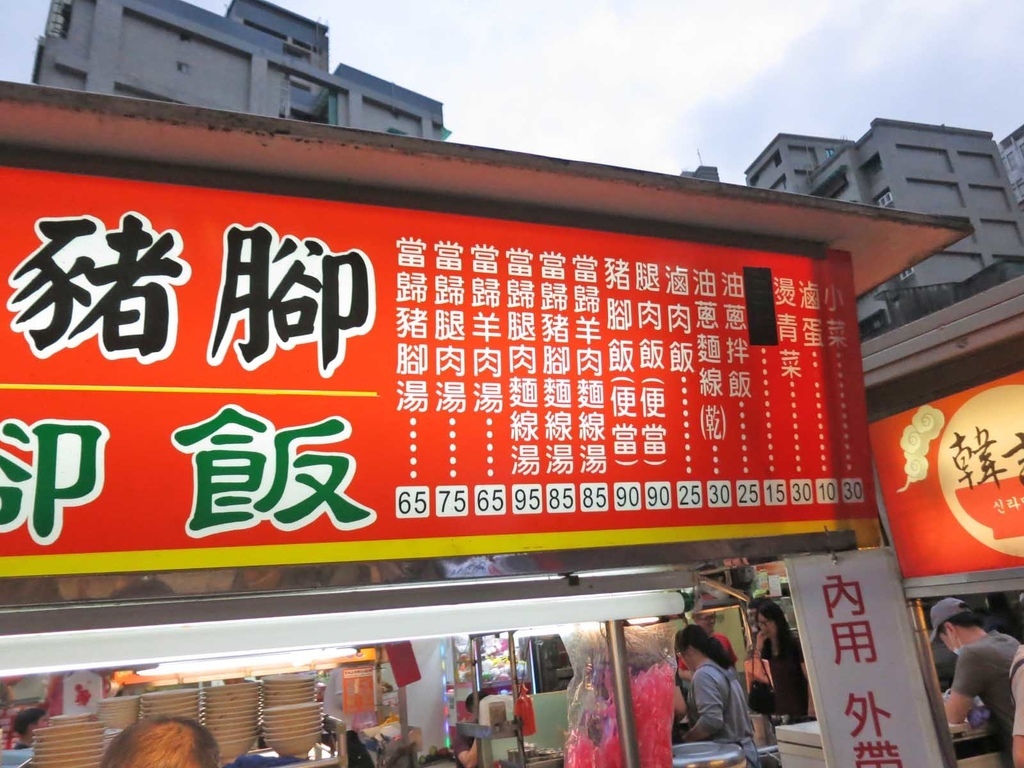 豬腳
腳飯
當歸豬腳湯……65
當歸腿肉湯……75
當歸羊肉湯……65
當歸腿肉麵線湯 95
當歸豬腳麵線湯 85
當歸羊肉麵線湯 85
豬腳飯(便當) 90
腿肉飯(便當) 90
滷肉飯……25
油蔥麵線(乾)…30
油蔥拌飯……25
……15
燙青菜……30
滷蛋……10
小菜……30
韓
신라
內用 外帶